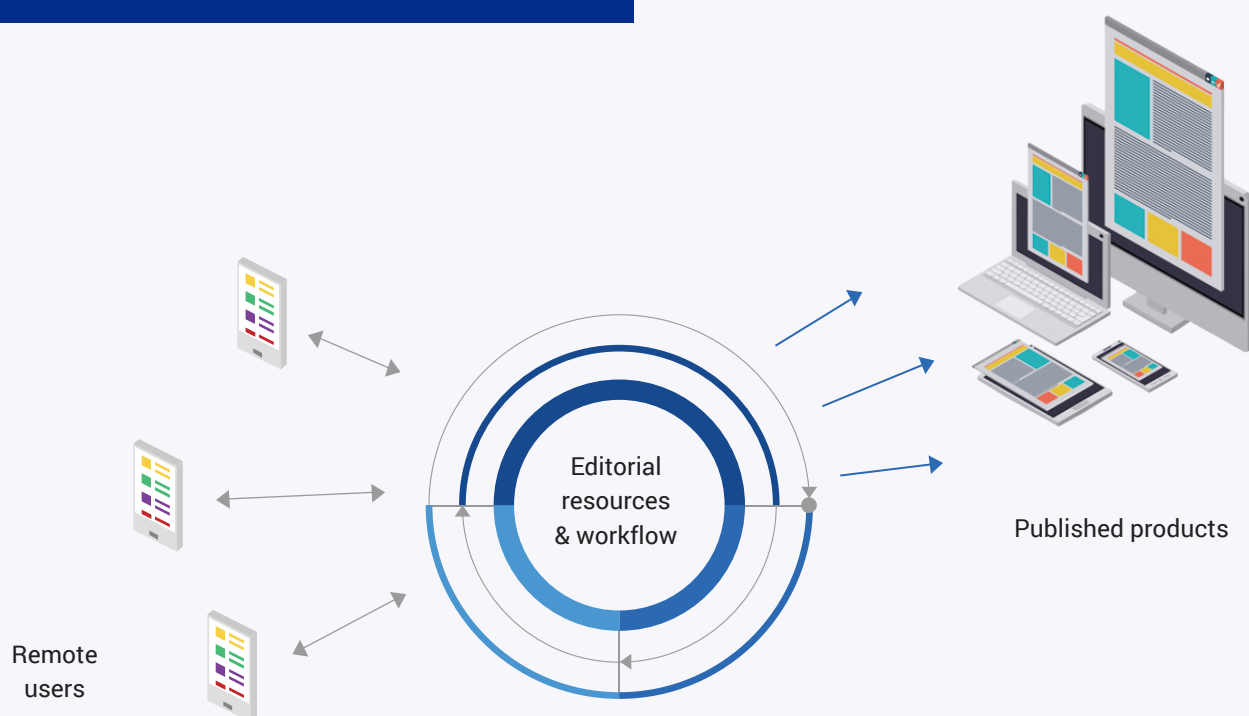 Editorial
resources
& workflow
Published products
Remote
users